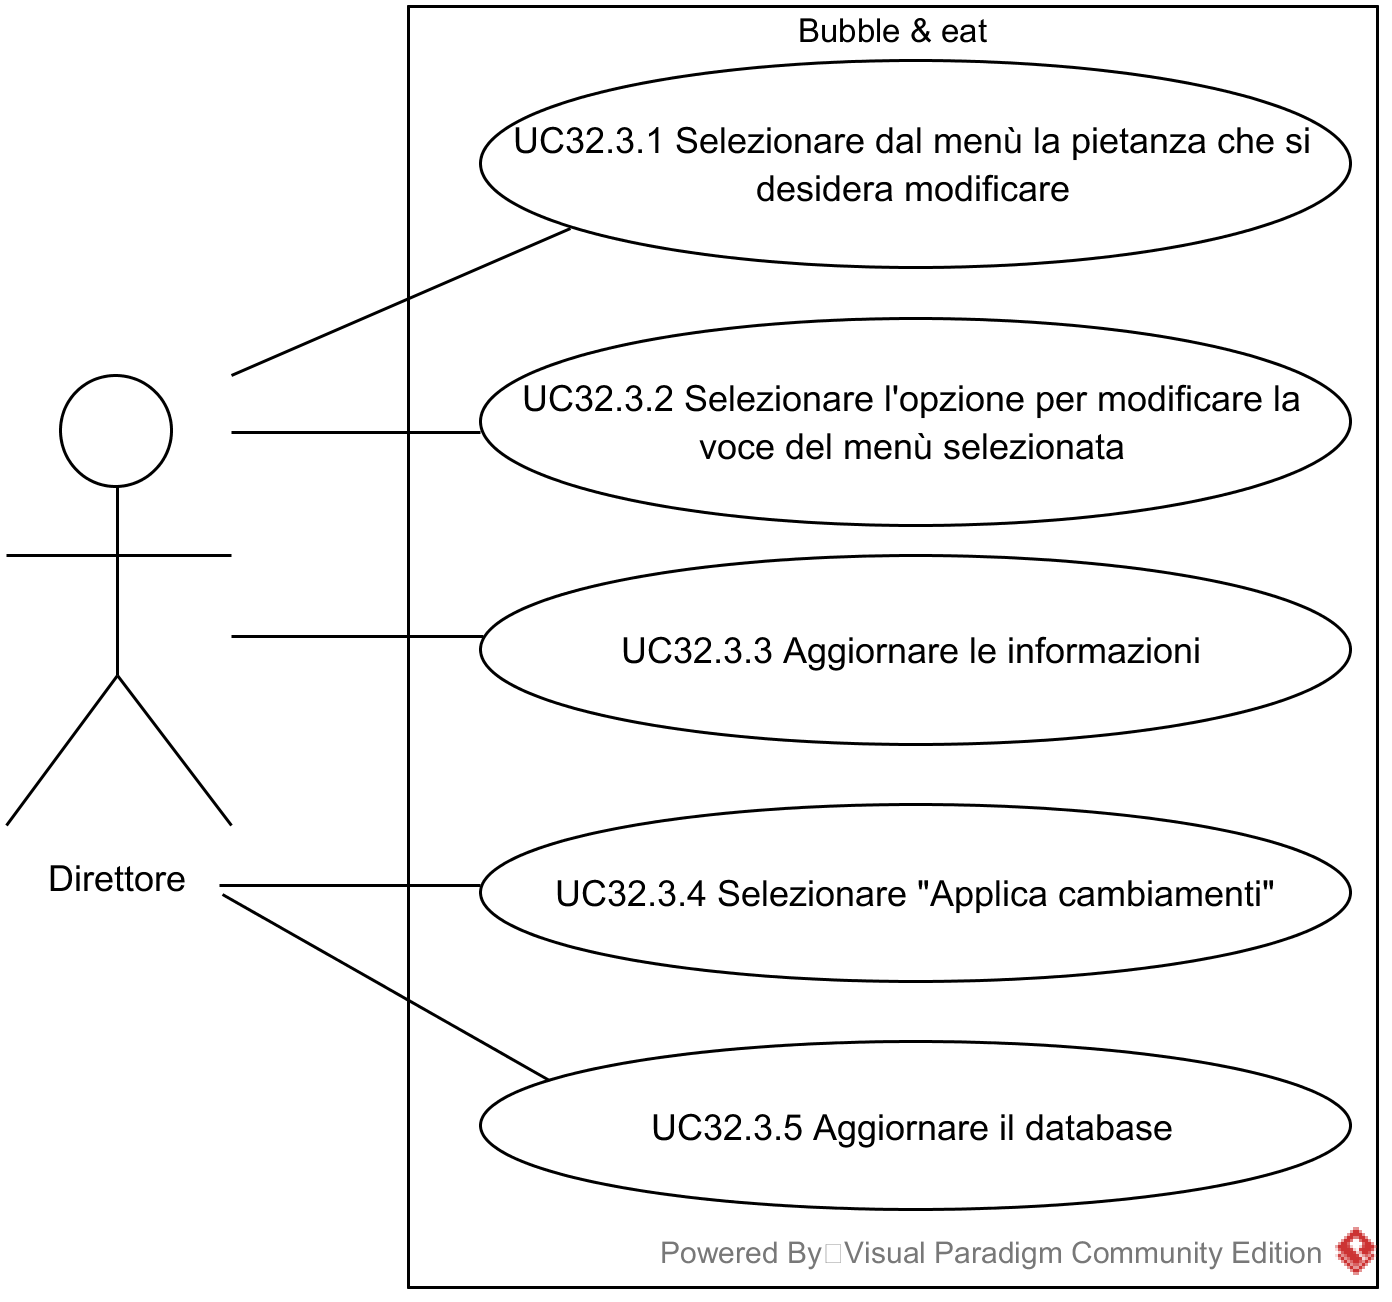 Bubble & eat
UC32.3.1 Selezionare dal menù la pietanza che si
desidera modificare
UC32.3.2 Selezionare l'opzione per modificare la
voce del menù selezionata
UC32.3.3 Aggiornare le informazioni
Direttore
UC32.3.4 Selezionare "Applica cambiamenti"
UC32.3.5 Aggiornare il database
Powered By Visual Paradigm Community Edition